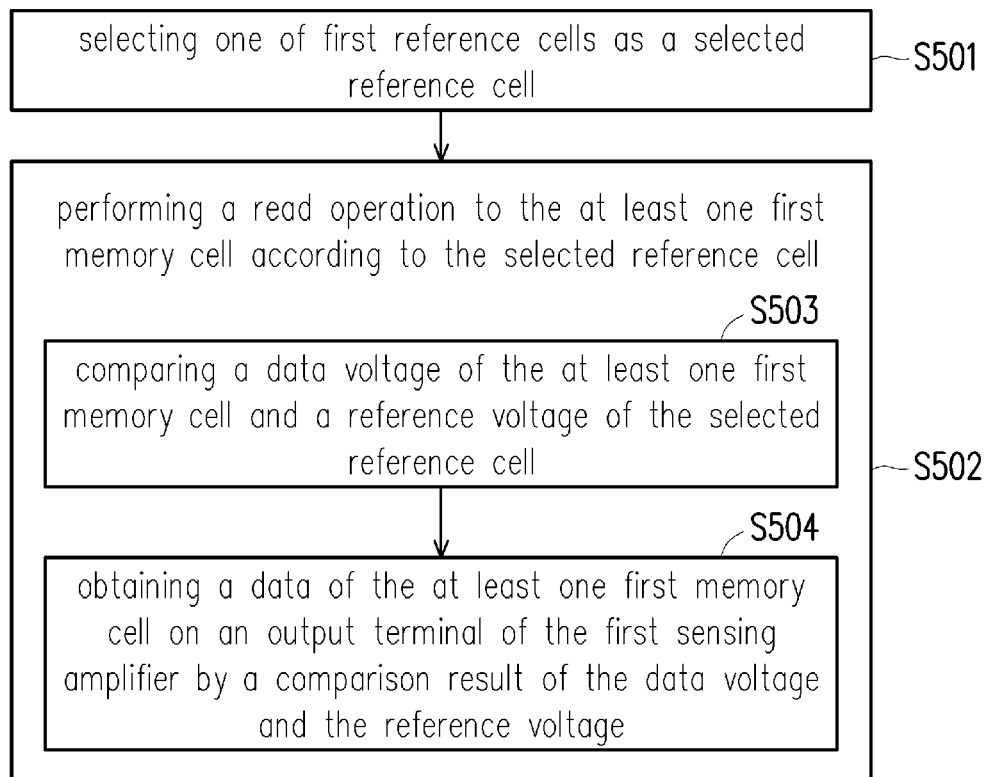 selecting one of first reference cells as a selected
reference cell
S501
performing a read operation to the at least one first
memory cell according to the selected reference cell
S503
comparing a data voltage of the at least one first
memory cell and a reference voltage of the selected
reference cell
S502
S504
obtaining a data of the at least one first memory
cell on an output terminal of the first sensing
amplifier by a comparison result of the data voltage
and the reference voltage